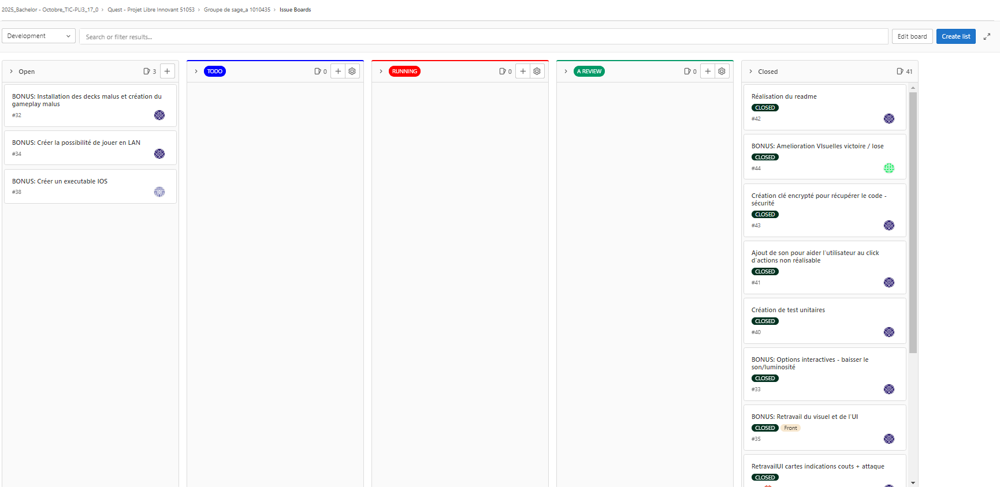 2025_Bachelor - Octobre_TIC-PLI3_17_0 > Quest - Projet Libre Innovant 51053 > Groupe de sage_a 1010435 > Issue Boards
Development
Search or filter results...
Edit board
Create list
Open
3
BONUS: Installation des decks malus et création du
gameplay malus
#32
BONUS: Créer la possibilité de jouer en LAN
#34
BONUS: Créer un executable IOS
#38
TODO
0
RUNNING
0
A REVIEW
0
Closed
41
Réalisation du readme
CLOSED
#42
BONUS: Amelioration VIsuelles victoire / lose
CLOSED
#44
Création clé encrypté pour récupérer le code -
sécurité
CLOSED
#43
Ajout de son pour aider l'utilisateur au click
d'actions non réalisable
CLOSED
#41
Création de test unitaires
CLOSED
#40
BONUS: Options interactives - baisser le
son/luminosité
CLOSED
#33
BONUS: Retravail du visuel et de l'UI
CLOSED Front
#35
RetravailUI cartes indications couts + attaque
CLOSED